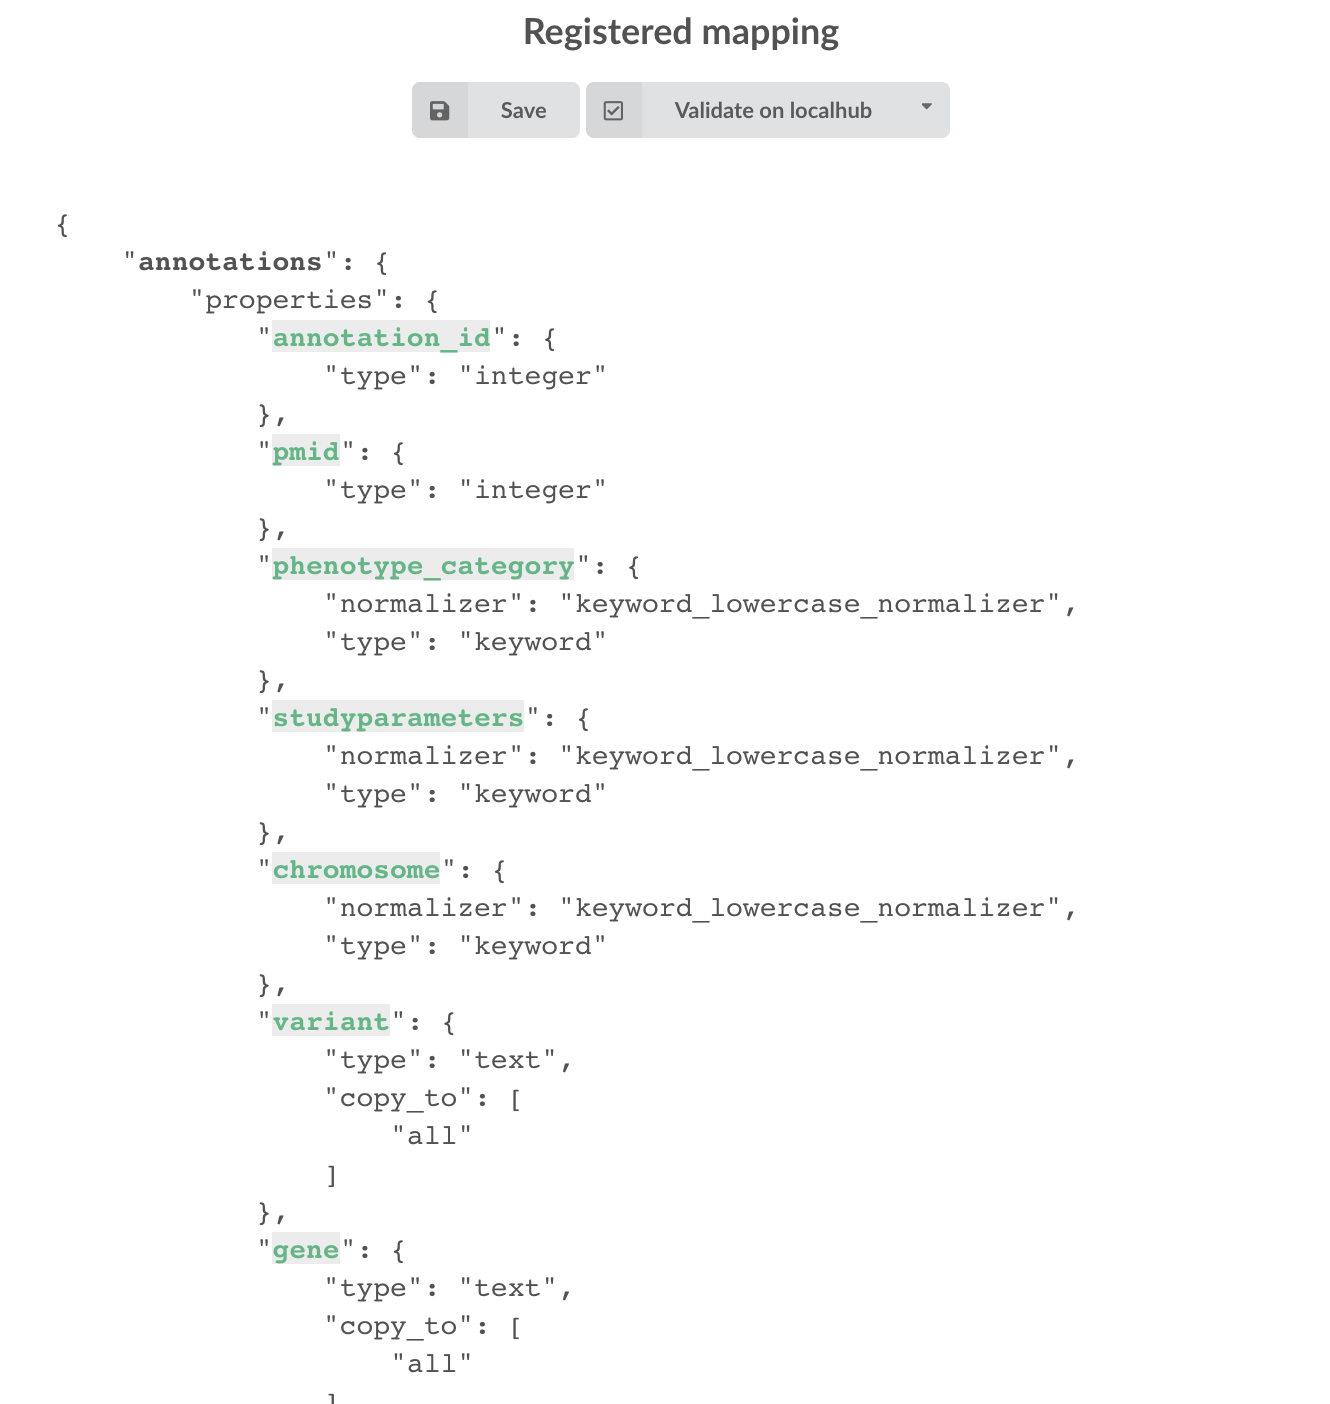 Registered mapping
Save
Validate on localhub
{
"annotations": {
"properties": {
"annotation_id": {
"type": "integer"
},
"pmid": {
"type": "integer"
},
"phenotype_category": {
"normalizer": "keyword_lowercase_normalizer",
"type": "keyword"
},
"studyparameters": {
"normalizer": "keyword_lowercase_normalizer",
"type": "keyword"
},
"chromosome": {
"normalizer": "keyword_lowercase_normalizer",
"type": "keyword"
},
"variant": {
"type": "text",
"copy_to": [
"all"
]
},
"gene": {
"type": "text",
"copy_to": [
"all"
]